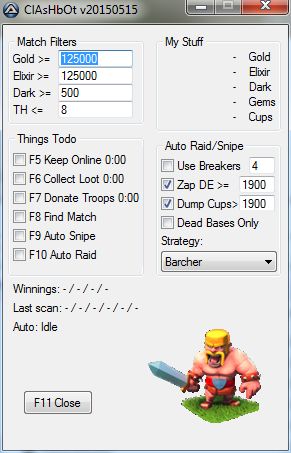 ClAsHbOt v20150515
Match Filters
Gold >= 125000
Elixir >= 125000
Dark >= 500
TH <= 8
My Stuff
- Gold
- Elixir
- Dark
- Gems
- Cups
Things Todo
F5 Keep Online 0:00
F6 Collect Loot 0:00
F7 Donate Troops 0:00
F8 Find Match
F9 Auto Snipe
F10 Auto Raid
Auto Raid/Snipe
Use Breakers 4
Zap DE >= 1900
Dump Cups> 1900
Dead Bases Only
Strategy:
Barcher
Winnings: - / - / - / -
Last scan: - / - / - / - / -
Auto: Idle
F11 Close